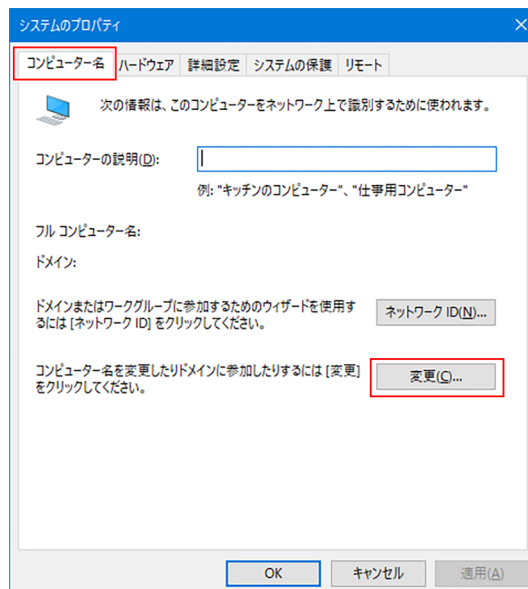 システムのプロパティ
コンピューター名 ハードウェア 詳細設定 システムの保護 リモート
次の情報は、このコンピューターをネットワーク上で識別するために使われます。
コンピューターの説明(D):
例: "キッチンのコンピューター"、"仕事用コンピューター"
フル コンピューター名:
ドメイン:
ドメインまたはワークグループに参加するためのウィザードを使用す
るには [ネットワーク ID] をクリックしてください。
ネットワーク ID(N)...
コンピューター名を変更したりドメインに参加したりするには [変更]
をクリックしてください。
変更(C)...
OK キャンセル 適用(A)